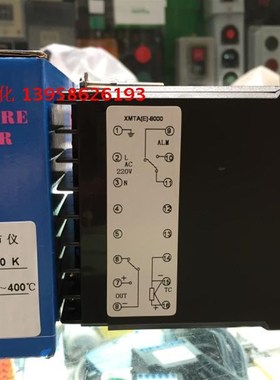 化 13958626193
RE
R
节 仪
0 K
~400℃
XMTA(E)-8000
1 9
ALM
2 L 10
AC
220V
3 N 11
4 12
5 13
6 14
7 + 15
OUT TC
8 - 16